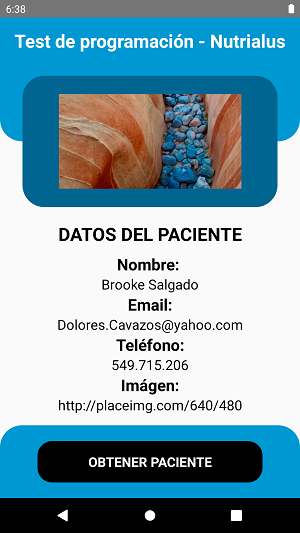 6:38
Test de programación - Nutrialus
DATOS DEL PACIENTE
Nombre:
Brooke Salgado
Email:
Dolores.Cavazos@yahoo.com
Teléfono:
549.715.206
Imágen:
http://placeimg.com/640/480
OBTENER PACIENTE